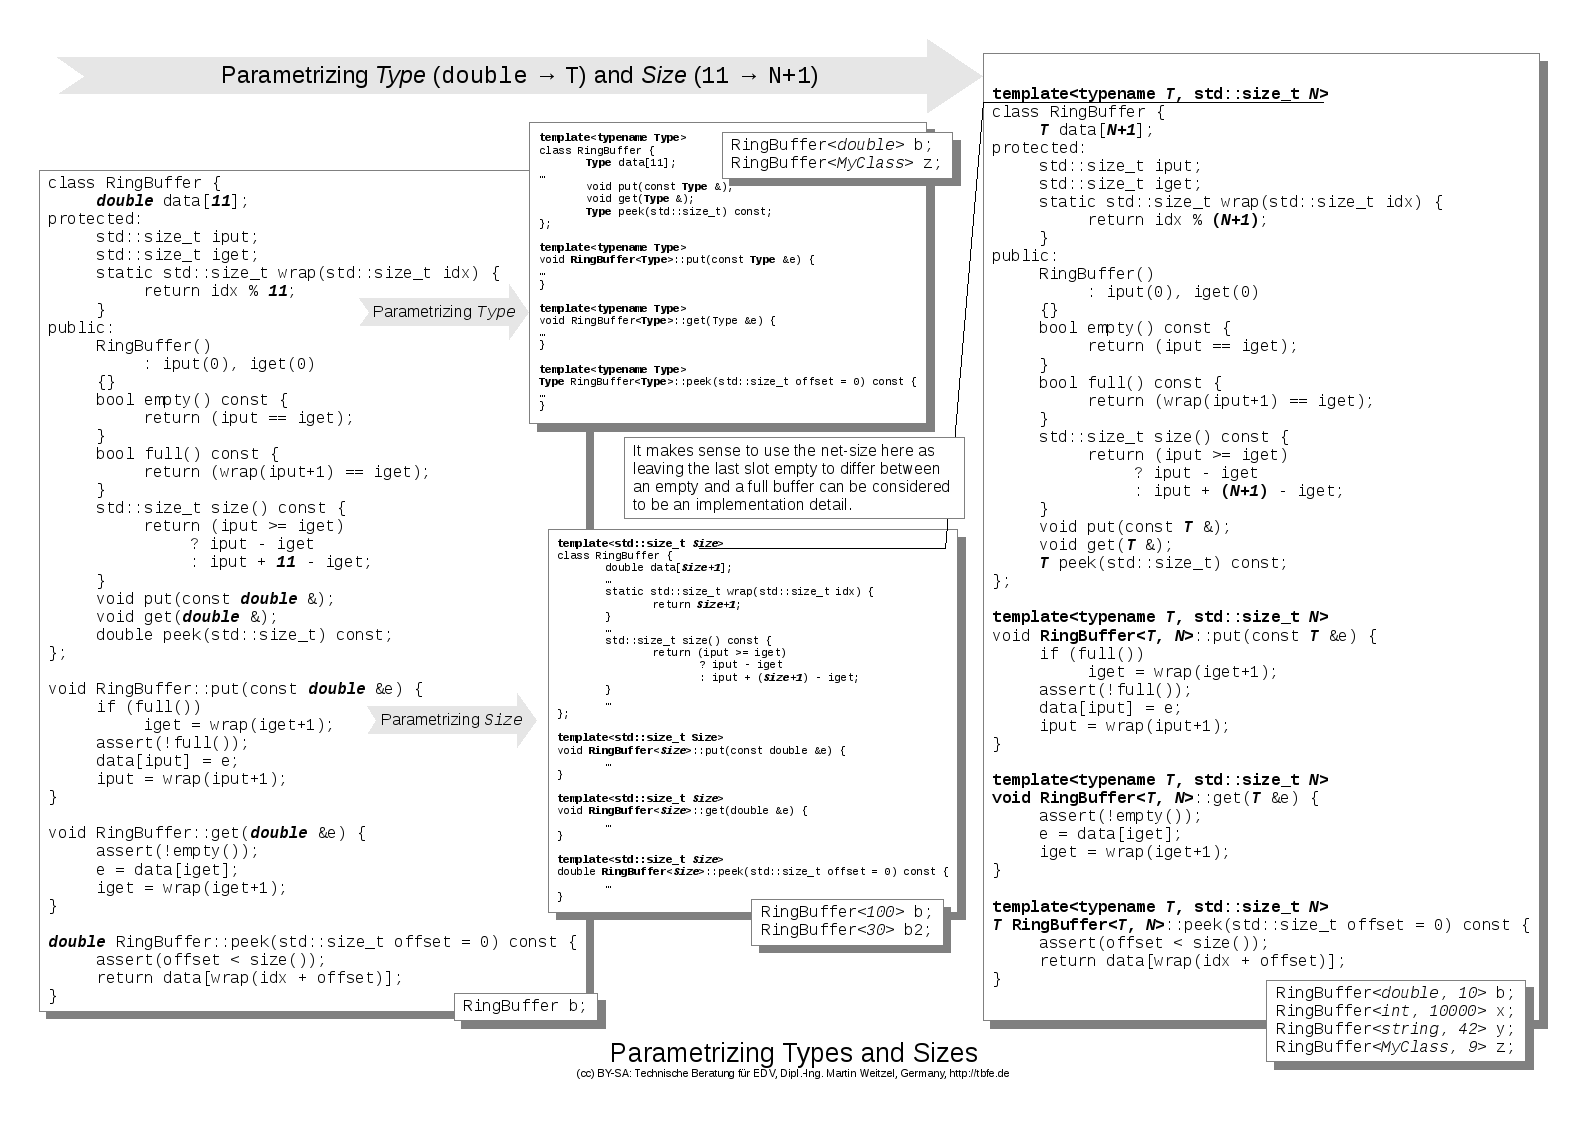 Parametrizing Type (double → T) and Size (11 → N+1)
class RingBuffer {
double data[11];
protected:
std::size_t iput;
std::size_t iget;
static std::size_t wrap(std::size_t idx) {
return idx % 11;
}
public:
RingBuffer()
: iput(0), iget(0)
{}
bool empty() const {
return (iput == iget);
}
bool full() const {
return (wrap(iput+1) == iget);
}
std::size_t size() const {
return (iput >= iget)
? iput - iget
: iput + 11 - iget;
}
void put(const double &);
void get(double &);
double peek(std::size_t) const;
};
void RingBuffer::put(const double &e) {
if (full())
iget = wrap(iget+1);
assert(!full());
data[iput] = e;
iput = wrap(iput+1);
}
void RingBuffer::get(double &e) {
assert(!empty());
e = data[iget];
iget = wrap(iget+1);
}
double RingBuffer::peek(std::size_t offset = 0) const {
assert(offset < size());
return data[wrap(idx + offset)];
}
RingBuffer b;
Parametrizing Type
template<typename Type>
class RingBuffer {
Type data[11];
…
void put(const Type &);
void get(Type &);
Type peek(std::size_t) const;
};
template<typename Type>
void RingBuffer<Type>::put(const Type &e) {
…
}
template<typename Type>
void RingBuffer<Type>::get(Type &e) {
…
}
template<typename Type>
Type RingBuffer<Type>::peek(std::size_t offset = 0) const {
…
}
RingBuffer<double> b;
RingBuffer<MyClass> z;
It makes sense to use the net-size here as
leaving the last slot empty to differ between
an empty and a full buffer can be considered
to be an implementation detail.
Parametrizing Size
template<std::size_t Size>
class RingBuffer {
double data[Size+1];
…
static std::size_t wrap(std::size_t idx) {
return Size+1;
}
…
std::size_t size() const {
return (iput >= iget)
? iput - iget
: iput + (Size+1) - iget;
}
…
};
template<std::size_t Size>
void RingBuffer<Size>::put(const double &e) {
…
}
template<std::size_t Size>
void RingBuffer<Size>::get(double &e) {
…
}
template<std::size_t Size>
double RingBuffer<Size>::peek(std::size_t offset = 0) const {
…
}
RingBuffer<100> b;
RingBuffer<30> b2;
template<typename T, std::size_t N>
class RingBuffer {
T data[N+1];
protected:
std::size_t iput;
std::size_t iget;
static std::size_t wrap(std::size_t idx) {
return idx % (N+1);
}
public:
RingBuffer()
: iput(0), iget(0)
{}
bool empty() const {
return (iput == iget);
}
bool full() const {
return (wrap(iput+1) == iget);
}
std::size_t size() const {
return (iput >= iget)
? iput - iget
: iput + (N+1) - iget;
}
void put(const T &);
void get(T &);
T peek(std::size_t) const;
};
template<typename T, std::size_t N>
void RingBuffer<T, N>::put(const T &e) {
if (full())
iget = wrap(iget+1);
assert(!full());
data[iput] = e;
iput = wrap(iput+1);
}
template<typename T, std::size_t N>
void RingBuffer<T, N>::get(T &e) {
assert(!empty());
e = data[iget];
iget = wrap(iget+1);
}
template<typename T, std::size_t N>
T RingBuffer<T, N>::peek(std::size_t offset = 0) const {
assert(offset < size());
return data[wrap(idx + offset)];
}
RingBuffer<double, 10> b;
RingBuffer<int, 10000> x;
RingBuffer<string, 42> y;
RingBuffer<MyClass, 9> z;
Parametrizing Types and Sizes
(cc) BY-SA: Technische Beratung für EDV, Dipl.-Ing. Martin Weitzel, Germany, http://tbfe.de